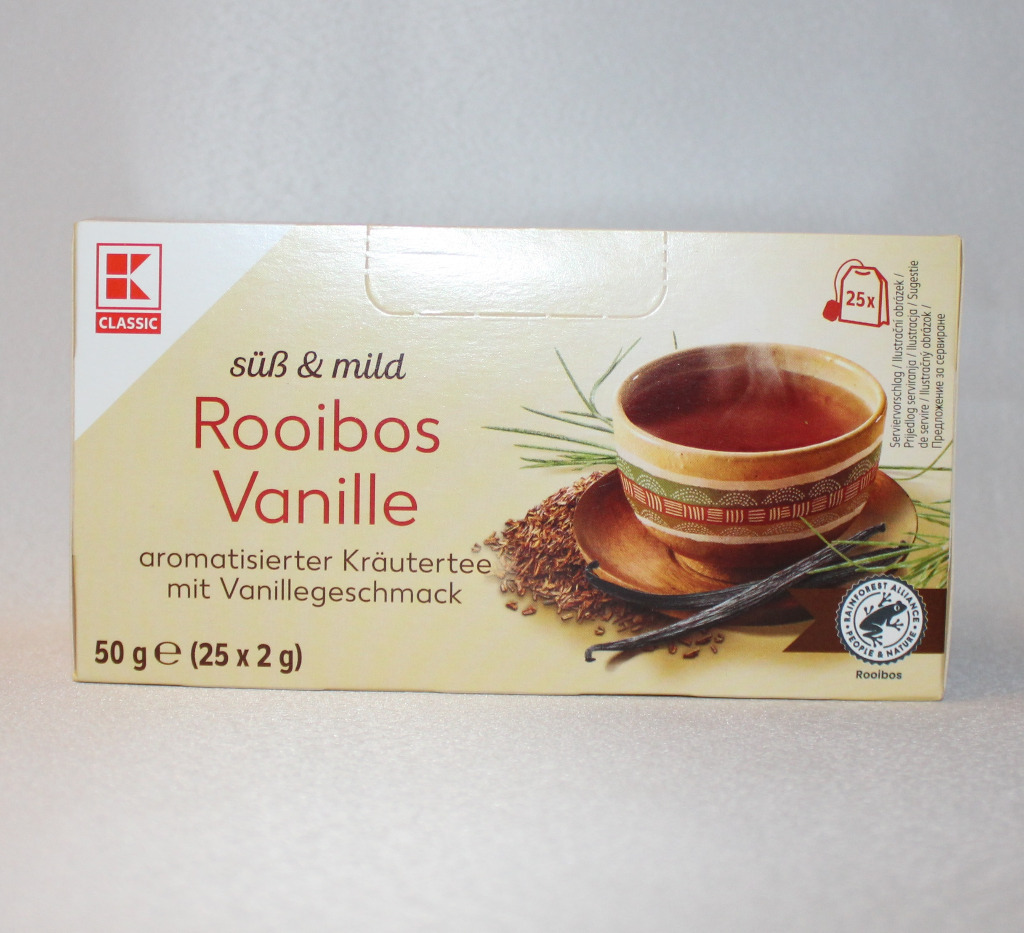 K
CLASSIC
25x
süß & mild
Rooibos
Vanille
aromatisierter Kräutertee
mit Vanillegeschmack
50 g ℮ (25 x 2 g)
Serviervorschlag / Ilustrační obrázek /
Prijedlog serviranja / Ilustracja / Sugestie
de servire / Ilustračný obrázok /
Предложение за сервиране
RAINFOREST ALLIANCE
PEOPLE & NATURE
Rooibos